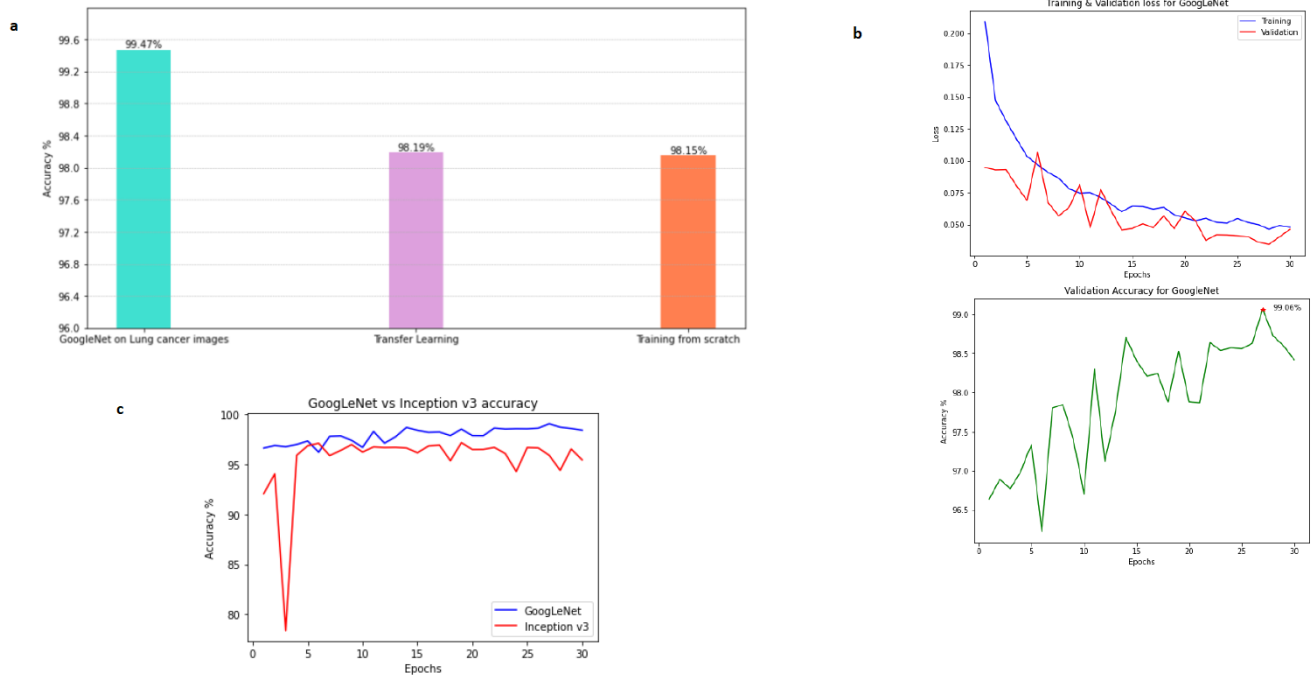 a
99.6
99.2
98.8
98.4
98.0
97.6
97.2
96.8
96.4
96.0
Accuracy %
99.47%
98.19%
98.15%
GoogleNet on Lung cancer images
Transfer Learning
Training from scratch
b
Training & Validation loss for GoogLeNet
Training
Validation
0.200
0.175
0.150
0.125
0.100
0.075
0.050
Loss
0 5 10 15 20 25 30
Epochs
Validation Accuracy for GoogleNet
99.06%
99.0
98.5
98.0
97.5
97.0
96.5
Accuracy %
0 5 10 15 20 25 30
Epochs
c
GoogLeNet vs Inception v3 accuracy
100
95
90
85
80
Accuracy %
GoogLeNet
Inception v3
0 5 10 15 20 25 30
Epochs